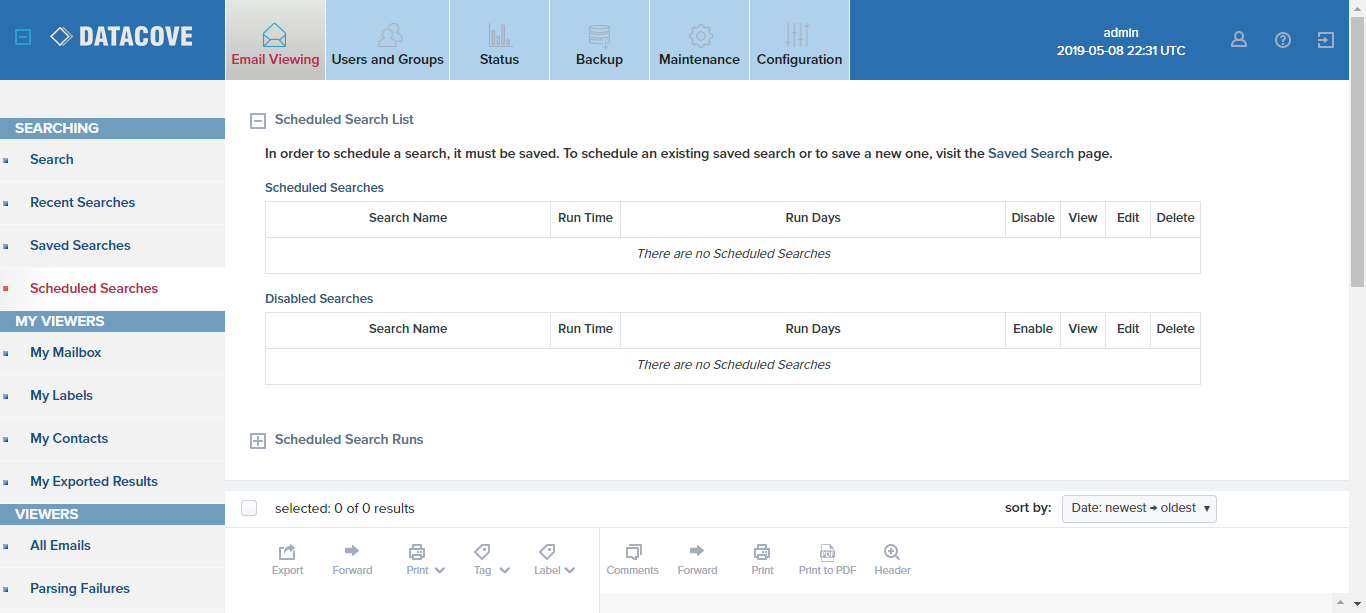 DATACOVE
Email Viewing
Users and Groups
Status
Backup
Maintenance
Configuration
admin
2019-05-08 22:31 UTC
SEARCHING
Search
Recent Searches
Saved Searches
Scheduled Searches
MY VIEWERS
My Mailbox
My Labels
My Contacts
My Exported Results
VIEWERS
All Emails
Parsing Failures
Scheduled Search List
In order to schedule a search, it must be saved. To schedule an existing saved search or to save a new one, visit the Saved Search page.
Scheduled Searches
Search Name Run Time Run Days Disable View Edit Delete
There are no Scheduled Searches
Disabled Searches
Search Name Run Time Run Days Enable View Edit Delete
There are no Scheduled Searches
Scheduled Search Runs
selected: 0 of 0 results
sort by: Date: newest → oldest
Export Forward Print Tag Label
Comments Forward Print Print to PDF Header